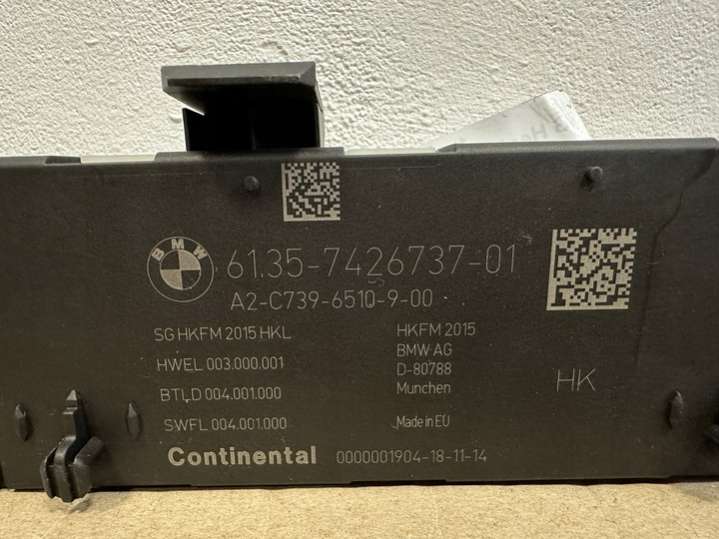 BMW
61.35-7426737-01
A2-C739-6510-9-00
SG HKFM 2015 HKL
HWEL 003.000.001
BTLD 004.001.000
SWFL 004.001.000
HKFM 2015
BMW AG
D-80788
Munchen
Made in EU
HK
Continental 0000001904-18-11-14